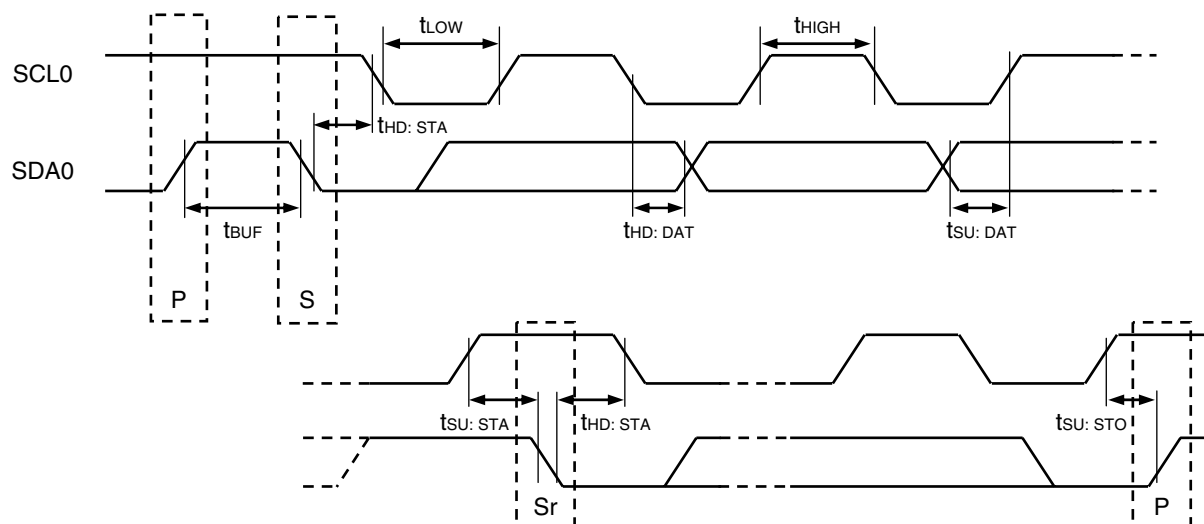 tLOW
tHIGH
SCL0
tHD: STA
SDA0
tBUF
tHD: DAT
tSU: DAT
P
S
tSU: STA
tHD: STA
tSU: STO
Sr
P